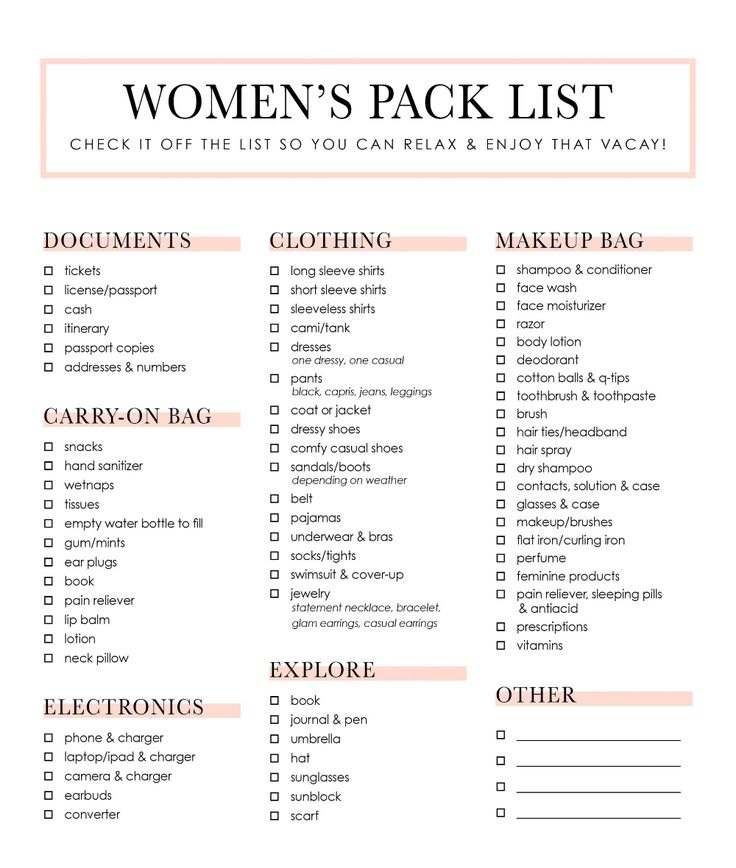 WOMEN'S PACK LIST
CHECK IT OFF THE LIST SO YOU CAN RELAX & ENJOY THAT VACAY!
DOCUMENTS
tickets
license/passport
cash
itinerary
passport copies
addresses & numbers
CARRY-ON BAG
snacks
hand sanitizer
wetnaps
tissues
empty water bottle to fill
gum/mints
ear plugs
book
pain reliever
lip balm
lotion
neck pillow
ELECTRONICS
phone & charger
laptop/ipad & charger
camera & charger
earbuds
converter
CLOTHING
long sleeve shirts
short sleeve shirts
sleeveless shirts
cami/tank
dresses
one dressy, one casual
pants
black, capris, jeans, leggings
coat or jacket
dressy shoes
comfy casual shoes
sandals/boots
depending on weather
belt
pajamas
underwear & bras
socks/tights
swimsuit & cover-up
jewelry
statement necklace, bracelet,
glam earrings, casual earrings
EXPLORE
book
journal & pen
umbrella
hat
sunglasses
sunblock
scarf
MAKEUP BAG
shampoo & conditioner
face wash
face moisturizer
razor
body lotion
deodorant
cotton balls & q-tips
toothbrush & toothpaste
brush
hair ties/headband
hair spray
dry shampoo
contacts, solution & case
glasses & case
makeup/brushes
flat iron/curling iron
perfume
feminine products
pain reliever, sleeping pills
& antiacid
prescriptions
vitamins
OTHER